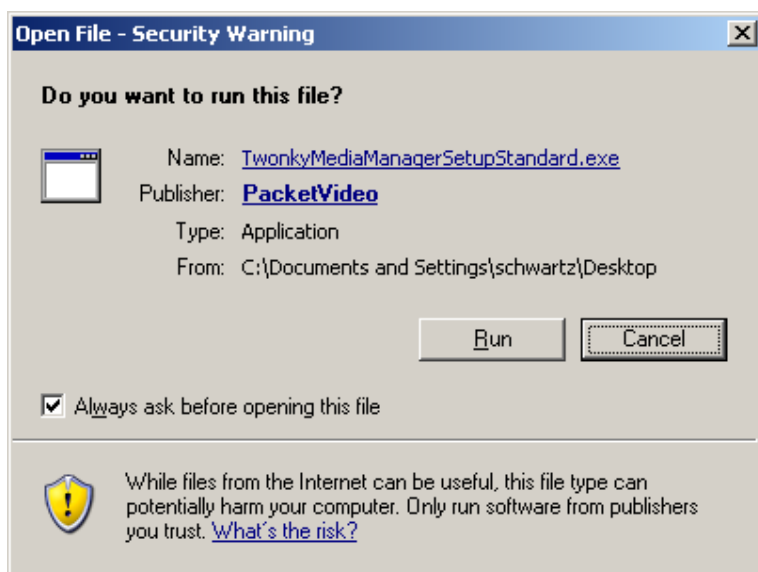 Open File - Security Warning
Do you want to run this file?
Name: TwonkyMediaManagerSetupStandard.exe
Publisher: PacketVideo
Type: Application
From: C:\Documents and Settings\schwartz\Desktop
Run Cancel
Always ask before opening this file
While files from the Internet can be useful, this file type can
potentially harm your computer. Only run software from publishers
you trust. What's the risk?